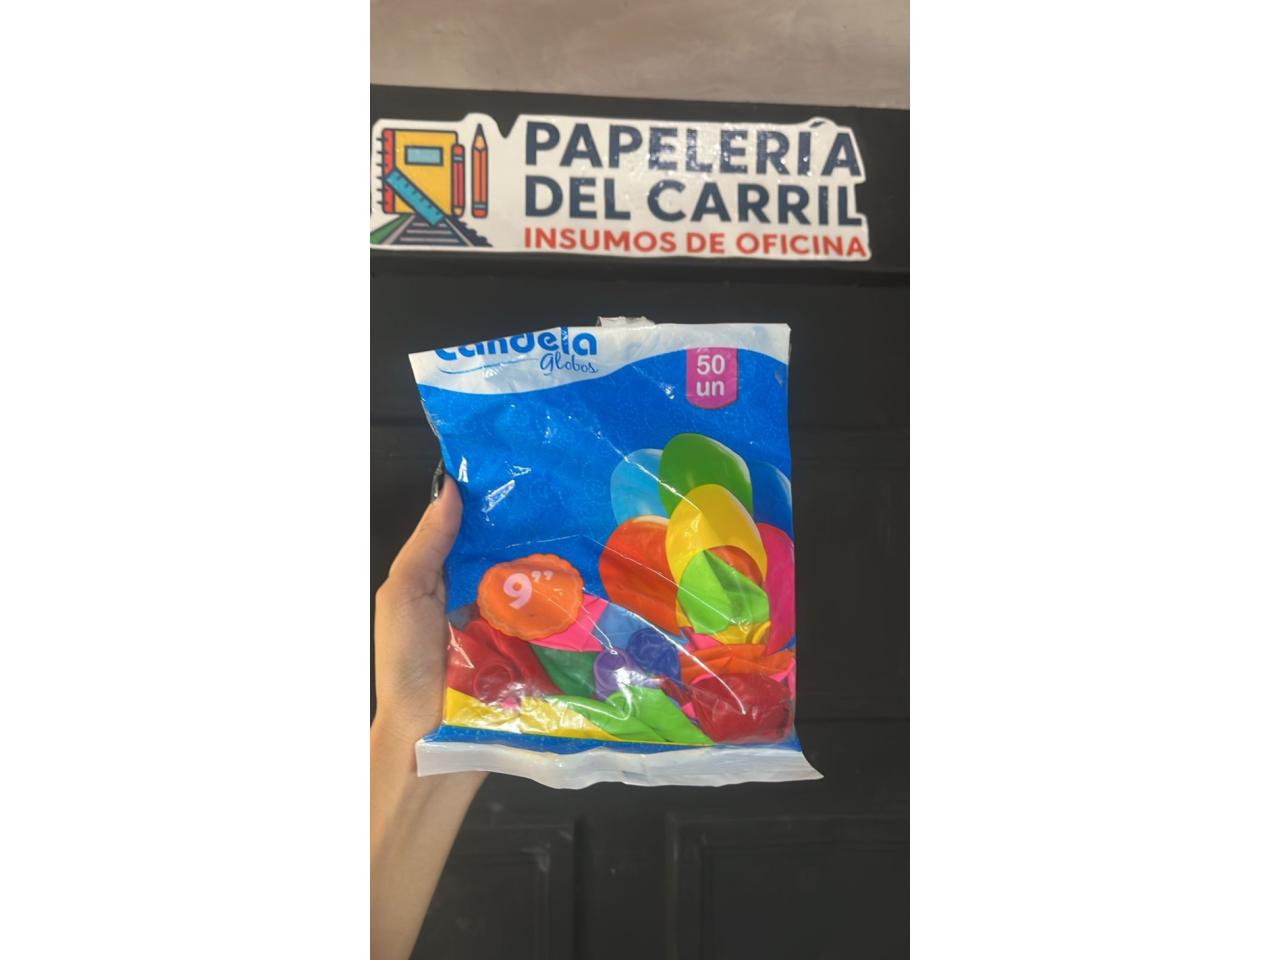 PAPELERÍA
DEL CARRIL
INSUMOS DE OFICINA
Candela
globos
50
un
9”